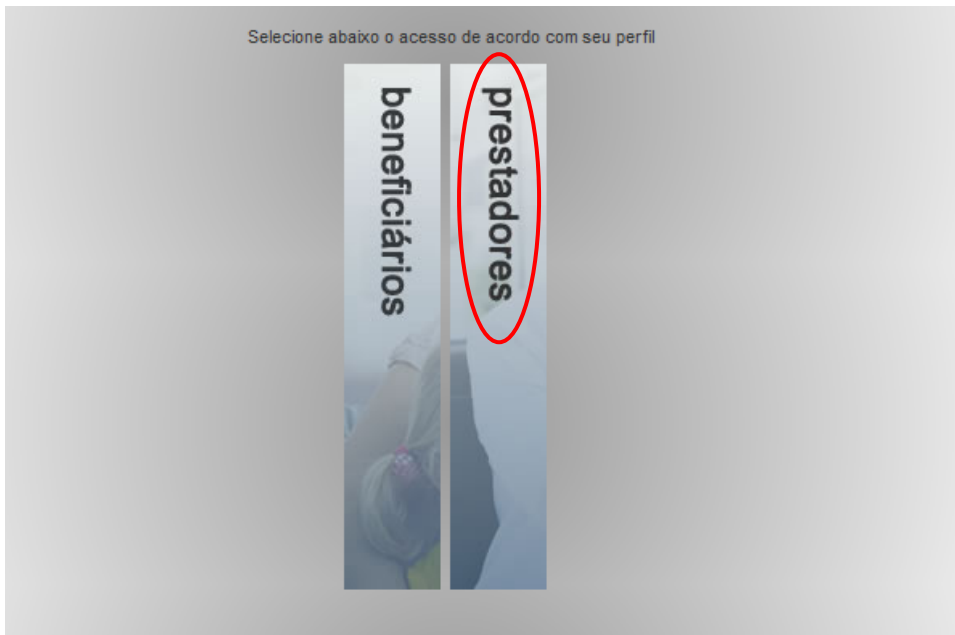 Selecione abaixo o acesso de acordo com seu perfil
beneficiários
prestadores